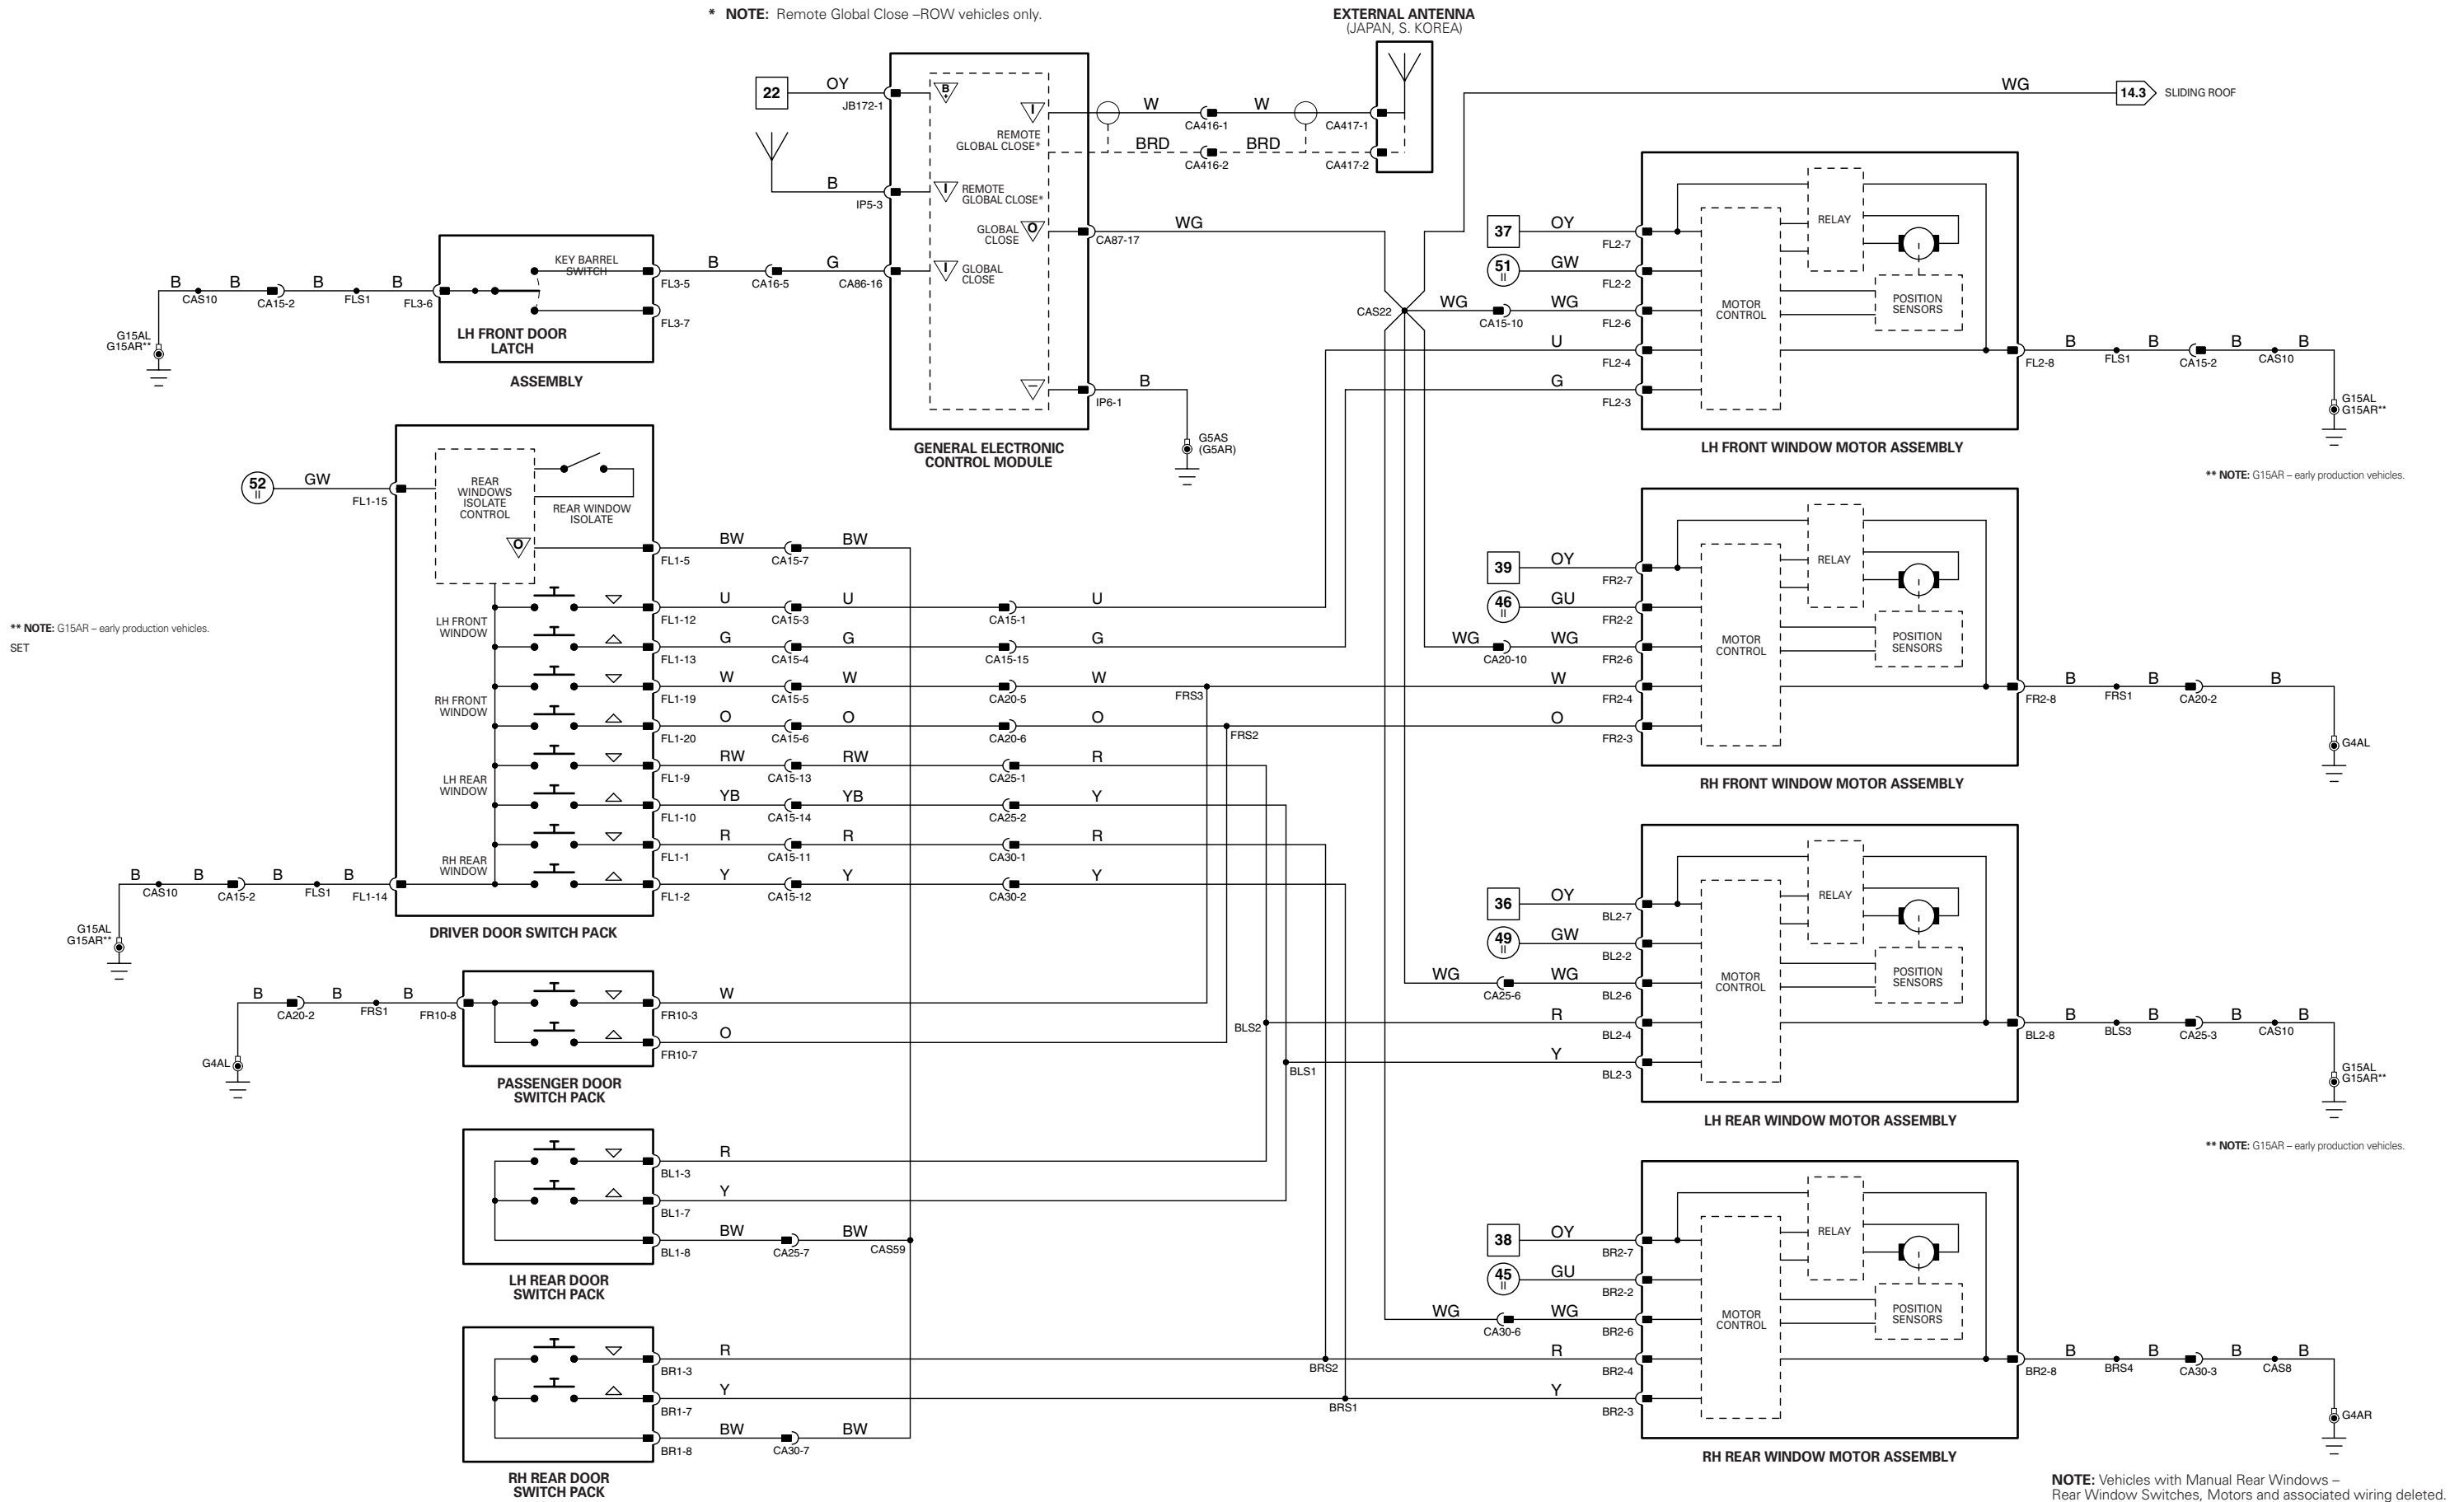 * NOTE: Remote Global Close –ROW vehicles only.
EXTERNAL ANTENNA
(JAPAN, S. KOREA)
22
OY
JB172-1
B
+
I
REMOTE
GLOBAL CLOSE*
W
CA416-1
W
CA417-1
BRD
CA416-2
BRD
CA417-2
WG
14.3
SLIDING ROOF
B
IP5-3
I
REMOTE
GLOBAL CLOSE*
GLOBAL
CLOSE
O
CA87-17
WG
I
GLOBAL
CLOSE
IP6-1
B
G5AS
(G5AR)
GENERAL ELECTRONIC
CONTROL MODULE
B
CAS10
B
CA15-2
B
FLS1
B
FL3-6
G15AL
G15AR**
KEY BARREL
SWITCH
LH FRONT DOOR
LATCH
ASSEMBLY
FL3-5
B
CA16-5
G
CA86-16
FL3-7
CAS22
WG
CA15-10
WG
FL2-6
37
OY
FL2-7
51
II
GW
FL2-2
U
FL2-4
G
FL2-3
RELAY
MOTOR
CONTROL
POSITION
SENSORS
FL2-8
B
FLS1
B
CA15-2
B
CAS10
B
G15AL
G15AR**
LH FRONT WINDOW MOTOR ASSEMBLY
** NOTE: G15AR – early production vehicles.
52
II
GW
FL1-15
REAR
WINDOWS
ISOLATE
CONTROL
REAR WINDOW
ISOLATE
O
FL1-5
BW
CA15-7
BW
LH FRONT
WINDOW
FL1-12
U
CA15-3
U
CA15-1
U
FL1-13
G
CA15-4
G
CA15-15
G
RH FRONT
WINDOW
FL1-19
W
CA15-5
W
CA20-5
W
FRS3
FL1-20
O
CA15-6
O
CA20-6
O
FRS2
LH REAR
WINDOW
FL1-9
RW
CA15-13
RW
CA25-1
R
FL1-10
YB
CA15-14
YB
CA25-2
Y
RH REAR
WINDOW
FL1-1
R
CA15-11
R
CA30-1
R
FL1-2
Y
CA15-12
Y
CA30-2
Y
** NOTE: G15AR – early production vehicles.
SET
B
CAS10
B
CA15-2
B
FLS1
B
FL1-14
G15AL
G15AR**
DRIVER DOOR SWITCH PACK
39
OY
FR2-7
46
II
GU
FR2-2
WG
CA20-10
WG
FR2-6
W
FR2-4
O
FR2-3
RELAY
MOTOR
CONTROL
POSITION
SENSORS
FR2-8
B
FRS1
B
CA20-2
B
G4AL
RH FRONT WINDOW MOTOR ASSEMBLY
B
CA20-2
B
FRS1
B
FR10-8
G4AL
FR10-3
W
FR10-7
O
PASSENGER DOOR
SWITCH PACK
36
OY
BL2-7
49
II
GW
BL2-2
WG
CA25-6
WG
BL2-6
BLS2
R
BL2-4
BLS1
Y
BL2-3
RELAY
MOTOR
CONTROL
POSITION
SENSORS
BL2-8
B
BLS3
B
CA25-3
B
CAS10
B
G15AL
G15AR**
LH REAR WINDOW MOTOR ASSEMBLY
** NOTE: G15AR – early production vehicles.
BL1-3
R
BL1-7
Y
BL1-8
BW
CA25-7
BW
CAS59
LH REAR DOOR
SWITCH PACK
38
OY
BR2-7
45
II
GU
BR2-2
WG
CA30-6
WG
BR2-6
R
BR2-4
Y
BR2-3
RELAY
MOTOR
CONTROL
POSITION
SENSORS
BR2-8
B
BRS4
B
CA30-3
B
CAS8
B
G4AR
RH REAR WINDOW MOTOR ASSEMBLY
BR1-3
R
BRS2
BR1-7
Y
BRS1
BR1-8
BW
CA30-7
BW
RH REAR DOOR
SWITCH PACK
NOTE: Vehicles with Manual Rear Windows –
Rear Window Switches, Motors and associated wiring deleted.